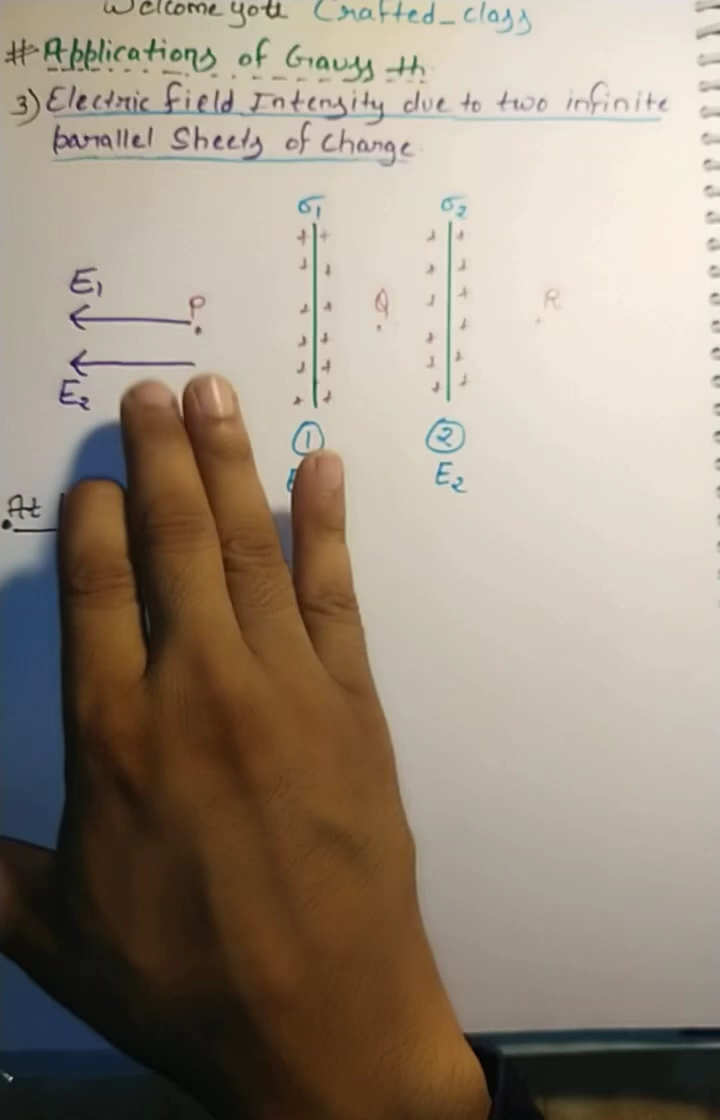 Welcome you Crafted_class
# Applications of Gauss th.
3) Electric field Intensity due to two infinite
parallel Sheets of Charge.
σ₁ σ₂
E₁ P Q R
E₂
① ②
E₂
At